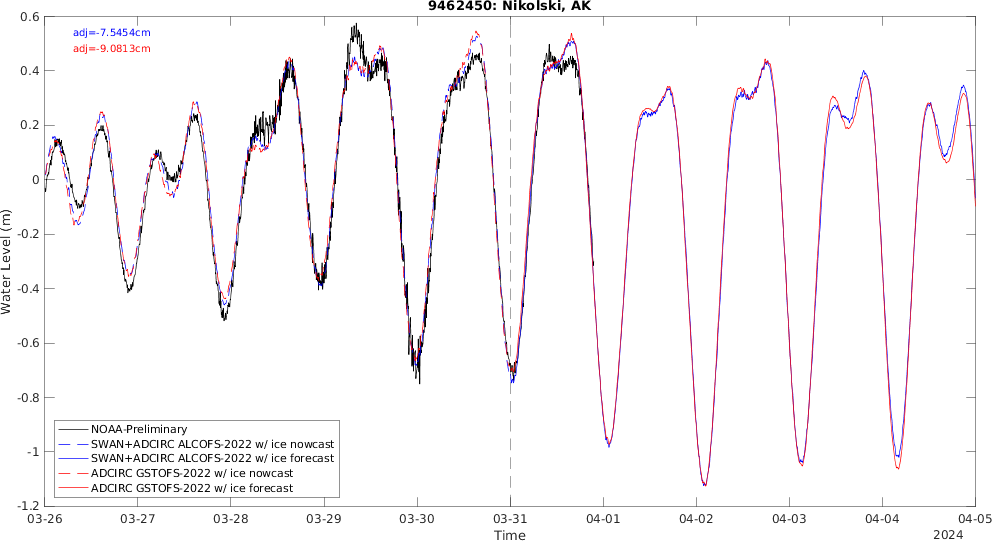 9462450: Nikolski, AK
adj=-7.5454cm
adj=-9.0813cm
0.6
0.4
0.2
0
-0.2
-0.4
-0.6
-0.8
-1
-1.2
Water Level (m)
NOAA-Preliminary
SWAN+ADCIRC ALCOFS-2022 w/ ice nowcast
SWAN+ADCIRC ALCOFS-2022 w/ ice forecast
ADCIRC GSTOFS-2022 w/ ice nowcast
ADCIRC GSTOFS-2022 w/ ice forecast
03-26 03-27 03-28 03-29 03-30 03-31 04-01 04-02 04-03 04-04 04-05
Time
2024